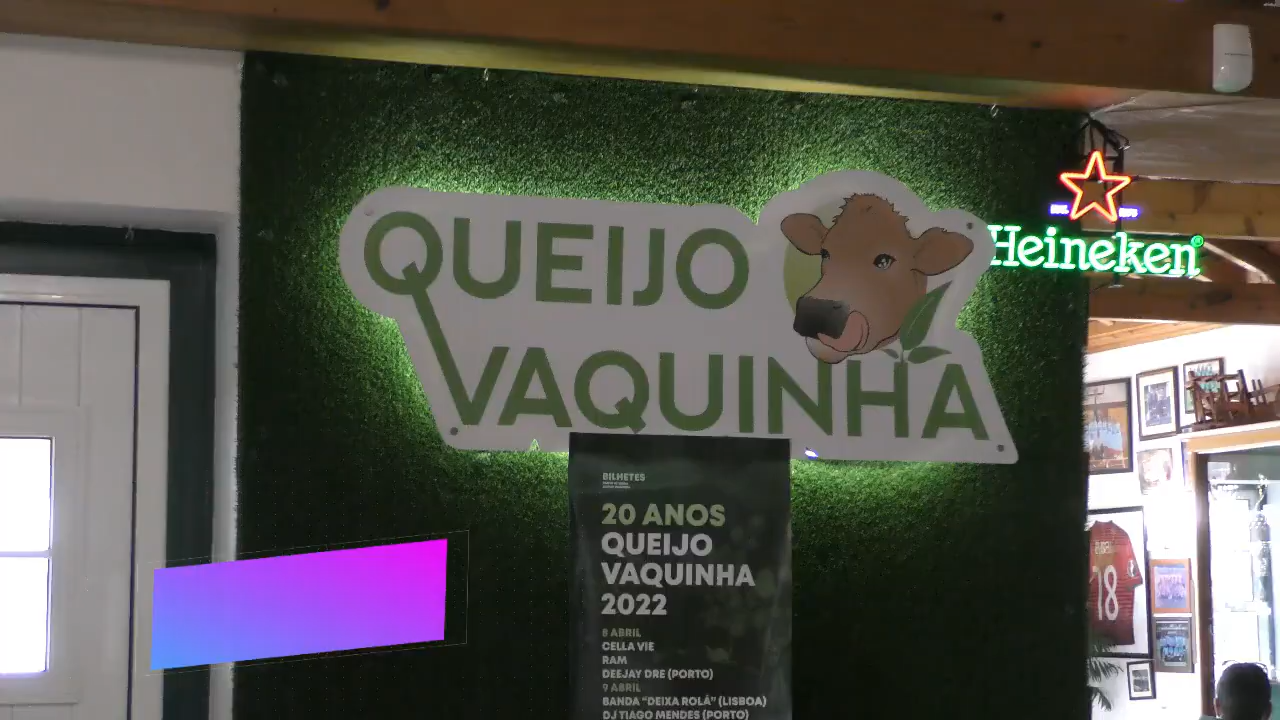 QUEIJO
VAQUINHA
Heineken
BILHETES
20 ANOS
QUEIJO
VAQUINHA
2022
8 ABRIL
CELLA VIE
RAM
DEEJAY DRE (PORTO)
9 ABRIL
BANDA "DEIXA ROLÁ" (LISBOA)
DJ TIAGO MENDES (PORTO)
18